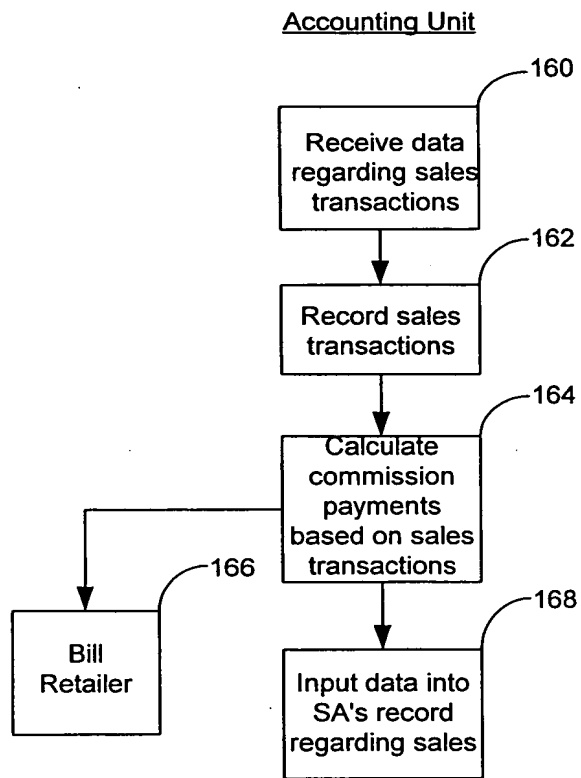 Accounting Unit
160
Receive data
regarding sales
transactions
162
Record sales
transactions
164
Calculate
commission
payments
based on sales
transactions
166
Bill
Retailer
168
Input data into
SA's record
regarding sales